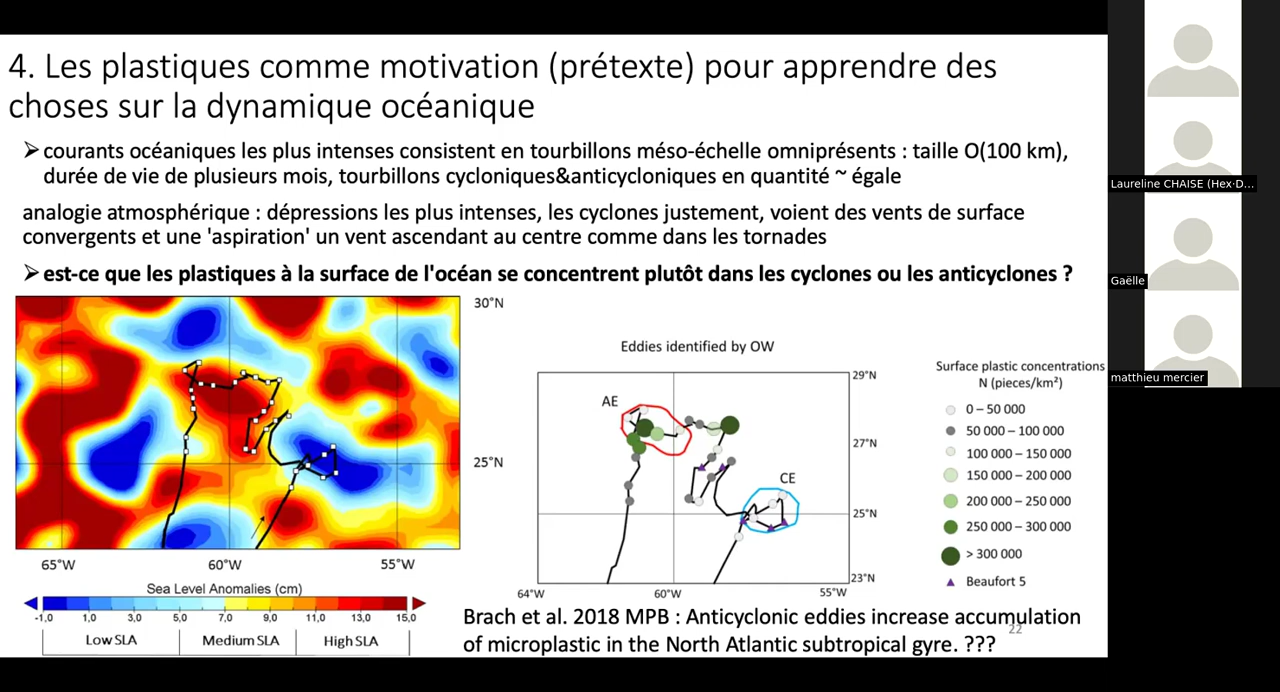 4. Les plastiques comme motivation (prétexte) pour apprendre des
choses sur la dynamique océanique
➢ courants océaniques les plus intenses consistent en tourbillons méso-échelle omniprésents : taille O(100 km),
durée de vie de plusieurs mois, tourbillons cycloniques&anticycloniques en quantité ~ égale
analogie atmosphérique : dépressions les plus intenses, les cyclones justement, voient des vents de surface
convergents et une 'aspiration' un vent ascendant au centre comme dans les tornades
➢ est-ce que les plastiques à la surface de l'océan se concentrent plutôt dans les cyclones ou les anticyclones ?
30°N
25°N
65°W
60°W
55°W
Sea Level Anomalies (cm)
-1,0 1,0 3,0 5,0 7,0 9,0 11,0 13,0 15,0
Low SLA Medium SLA High SLA
Eddies identified by OW
AE
CE
29°N
27°N
25°N
23°N
64°W
60°W
55°W
Surface plastic concentrations
N (pieces/km²)
0 – 50 000
50 000 – 100 000
100 000 – 150 000
150 000 – 200 000
200 000 – 250 000
250 000 – 300 000
> 300 000
Beaufort 5
Brach et al. 2018 MPB : Anticyclonic eddies increase accumulation
of microplastic in the North Atlantic subtropical gyre. ???
22
Laureline CHAISE (Hex·D...
Gaëlle
matthieu mercier